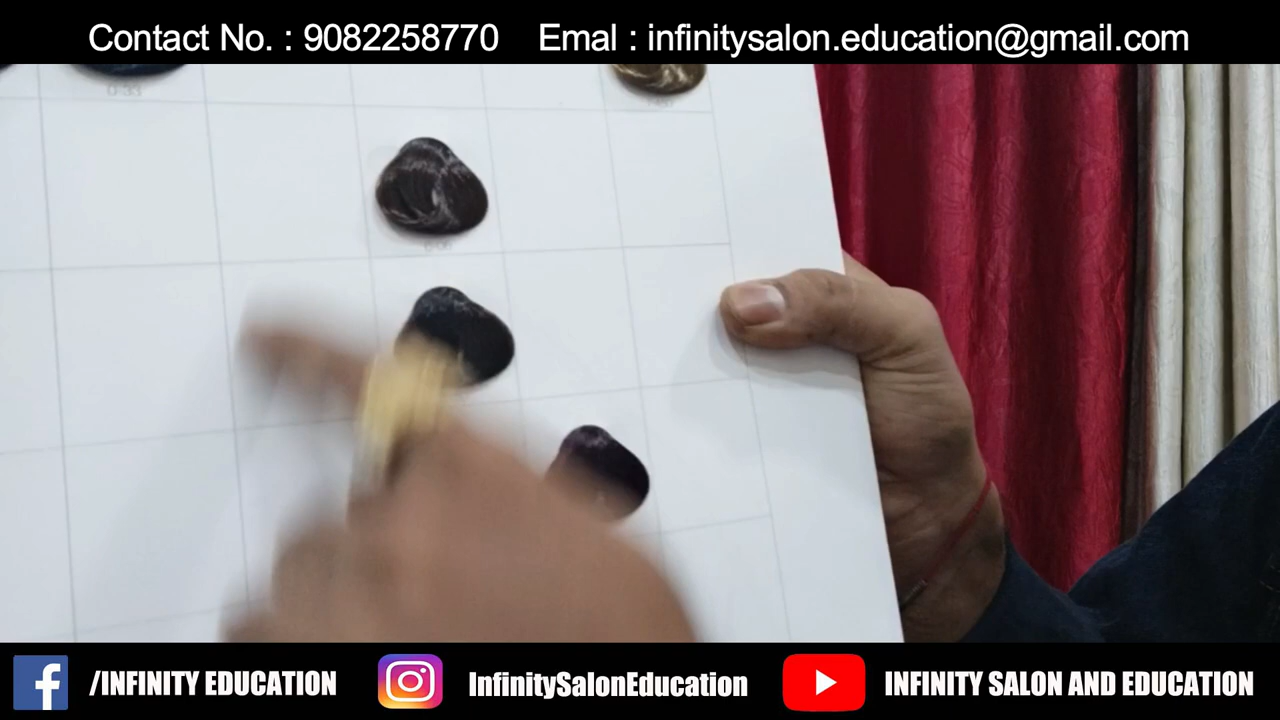 Contact No. : 9082258770 Emal : infinitysalon.education@gmail.com
/INFINITY EDUCATION
InfinitySalonEducation
INFINITY SALON AND EDUCATION